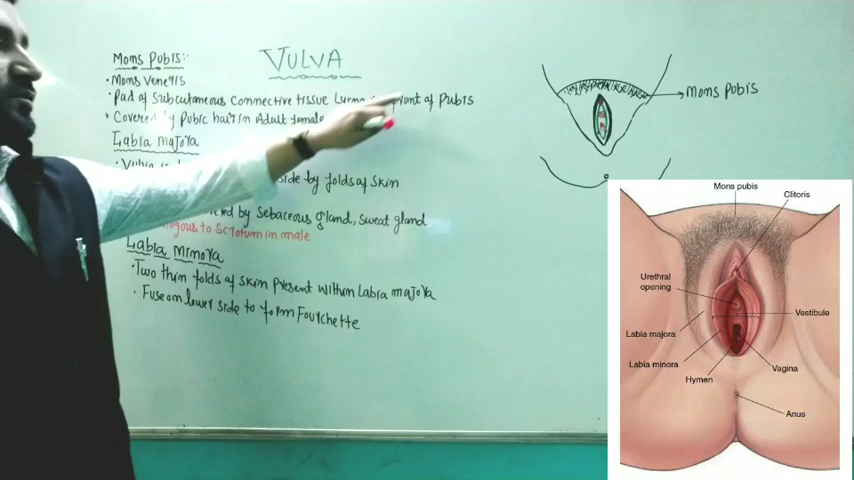 VULVA
Mons Pubis:-
• Mons Veneris
• Pad of Subcutaneous Connective tissue Lying front of Pubis
• Covered by Pubic hair in Adult female
Labia Majora
• Vulva
side by folds of Skin
by Sebaceous gland, Sweat gland
to Scrotum in male
Labia Minora
• Two thin folds of Skin Present within Labia majora
• Fuse on lower side to form Fourchette
Mons Pubis
Mons pubis
Clitoris
Urethral
opening
Vestibule
Labia majora
Labia minora
Vagina
Hymen
Anus